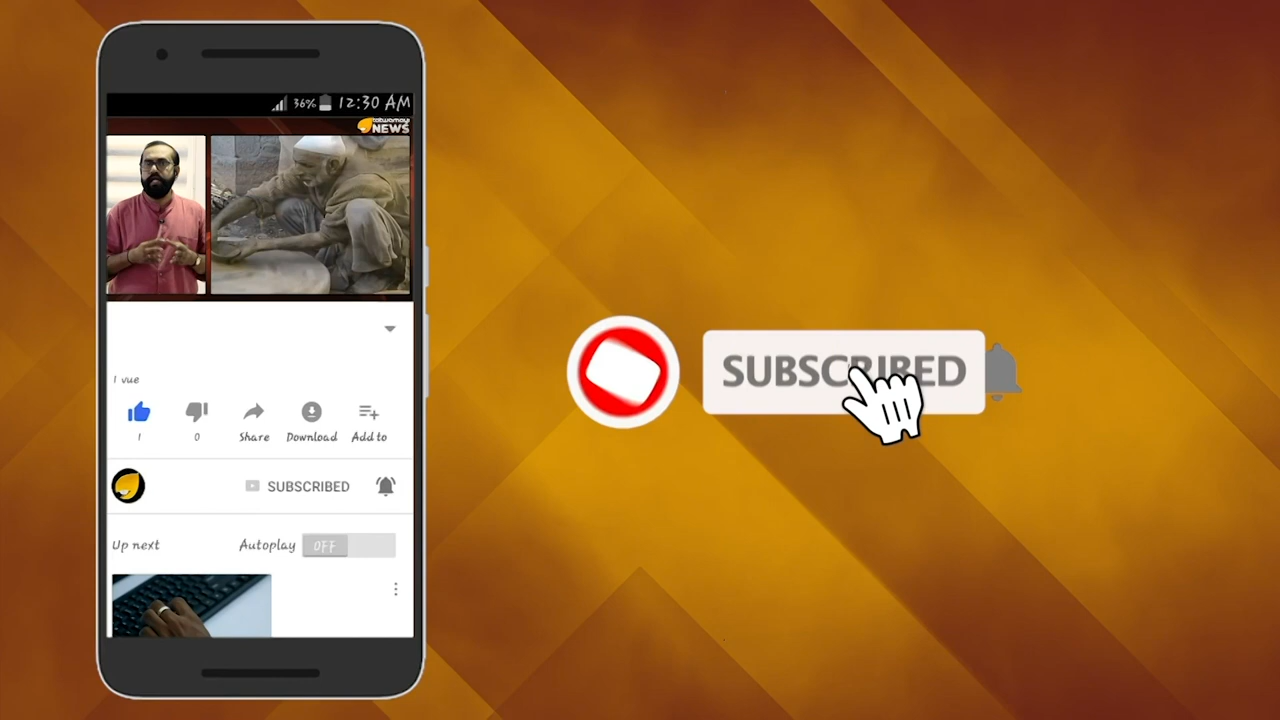 36% 12:30 AM
tatwamayi
NEWS
1 vue
1 0 Share Download Add to
SUBSCRIBED
Up next Autoplay OFF
SUBSCRIBED